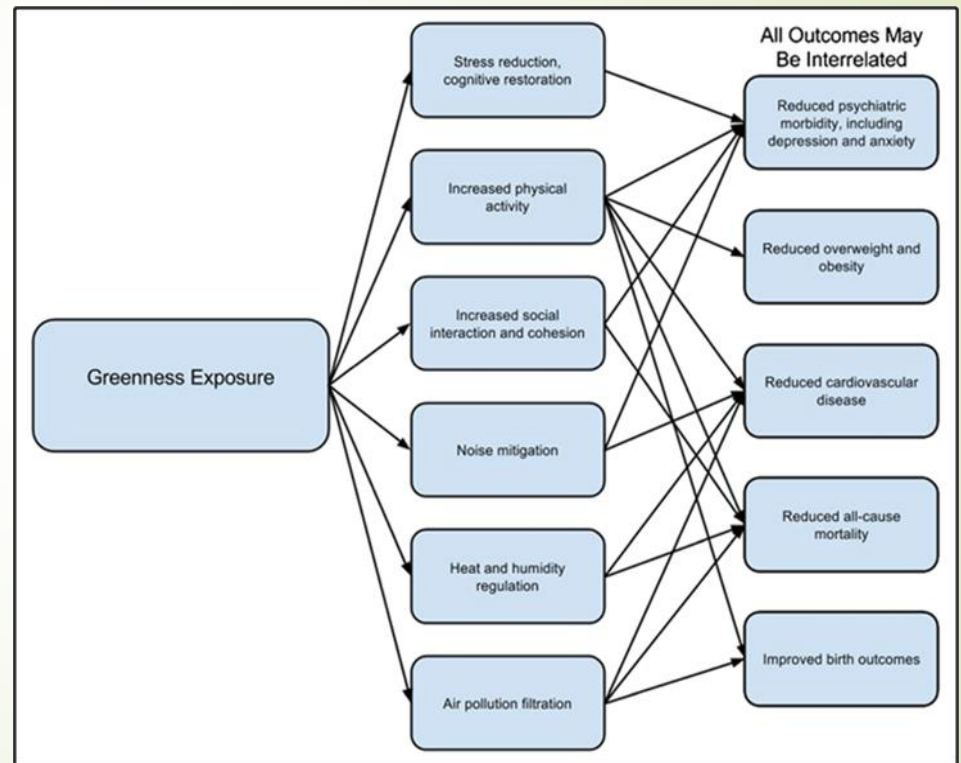 All Outcomes May
Be Interrelated
Greenness Exposure
Stress reduction,
cognitive restoration
Increased physical
activity
Increased social
interaction and cohesion
Noise mitigation
Heat and humidity
regulation
Air pollution filtration
Reduced psychiatric
morbidity, including
depression and anxiety
Reduced overweight and
obesity
Reduced cardiovascular
disease
Reduced all-cause
mortality
Improved birth outcomes